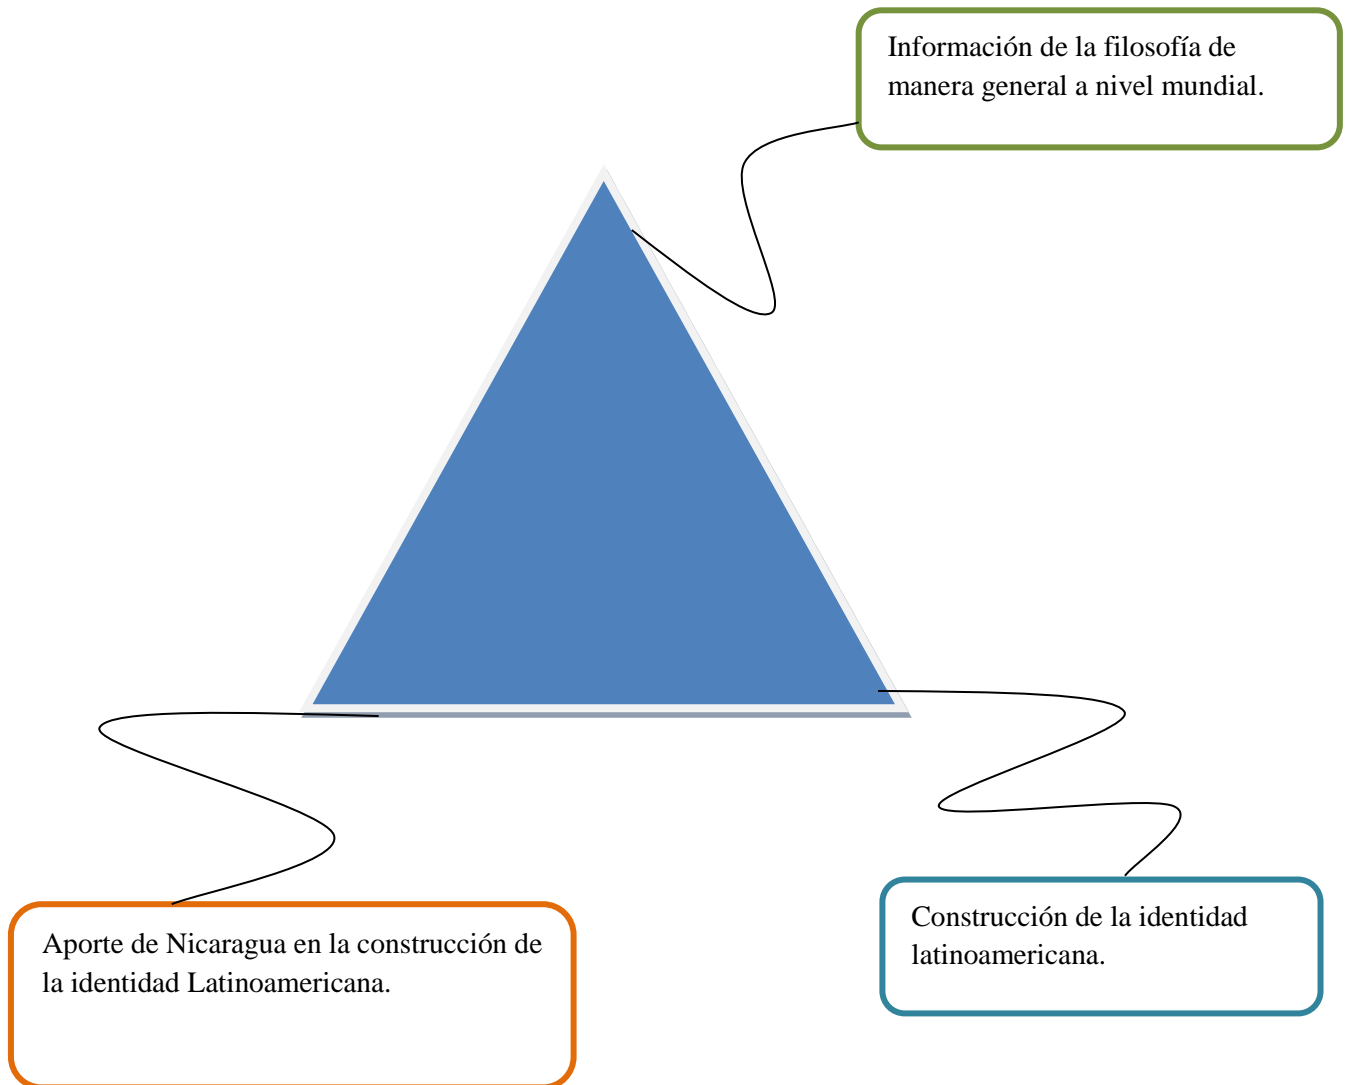 Información de la filosofía de
manera general a nivel mundial.
Aporte de Nicaragua en la construcción de
la identidad Latinoamericana.
Construcción de la identidad
latinoamericana.